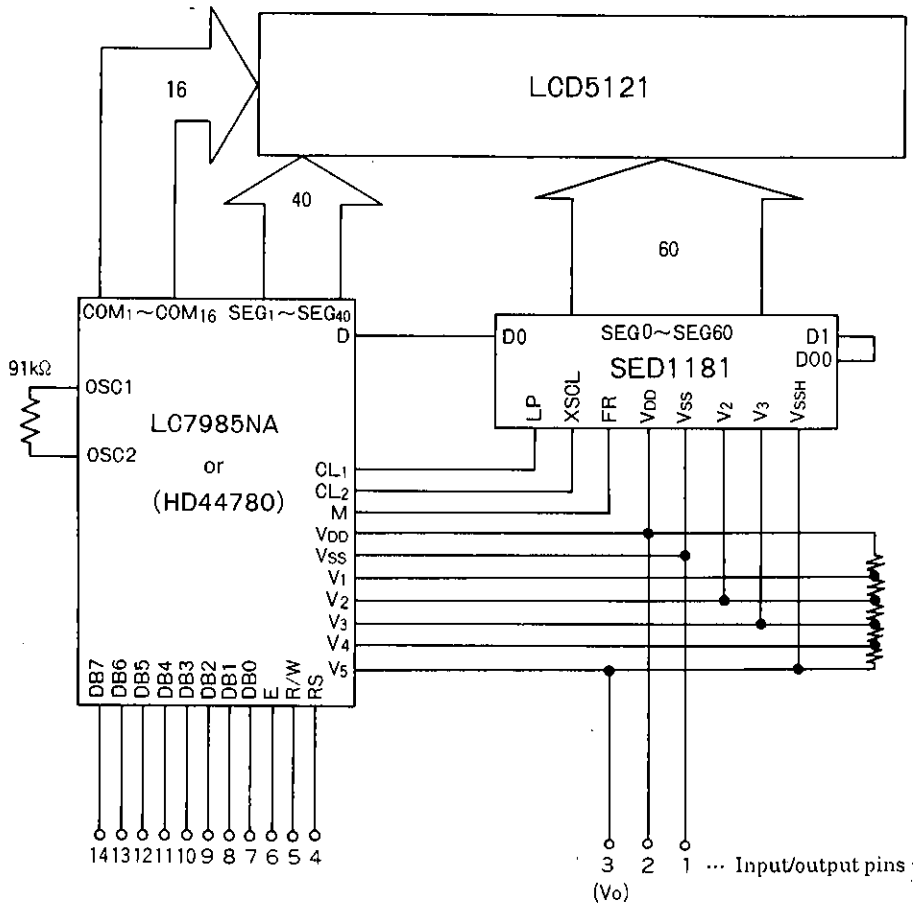 LCD5121
16
40
60
COM1～COM16 SEG1～SEG40
D
D0
SEG0～SEG60
D1
D00
SED1181
LP
XSCL
FR
VDD
VSS
V2
V3
VSSH
91kΩ
OSC1
OSC2
LC7985NA
or
(HD44780)
CL1
CL2
M
VDD
VSS
V1
V2
V3
V4
V5
DB7
DB6
DB5
DB4
DB3
DB2
DB1
DB0
E
R/W
RS
14 13 12 11 10 9 8 7 6 5 4
3 2 1 … Input/output pins
(Vo)